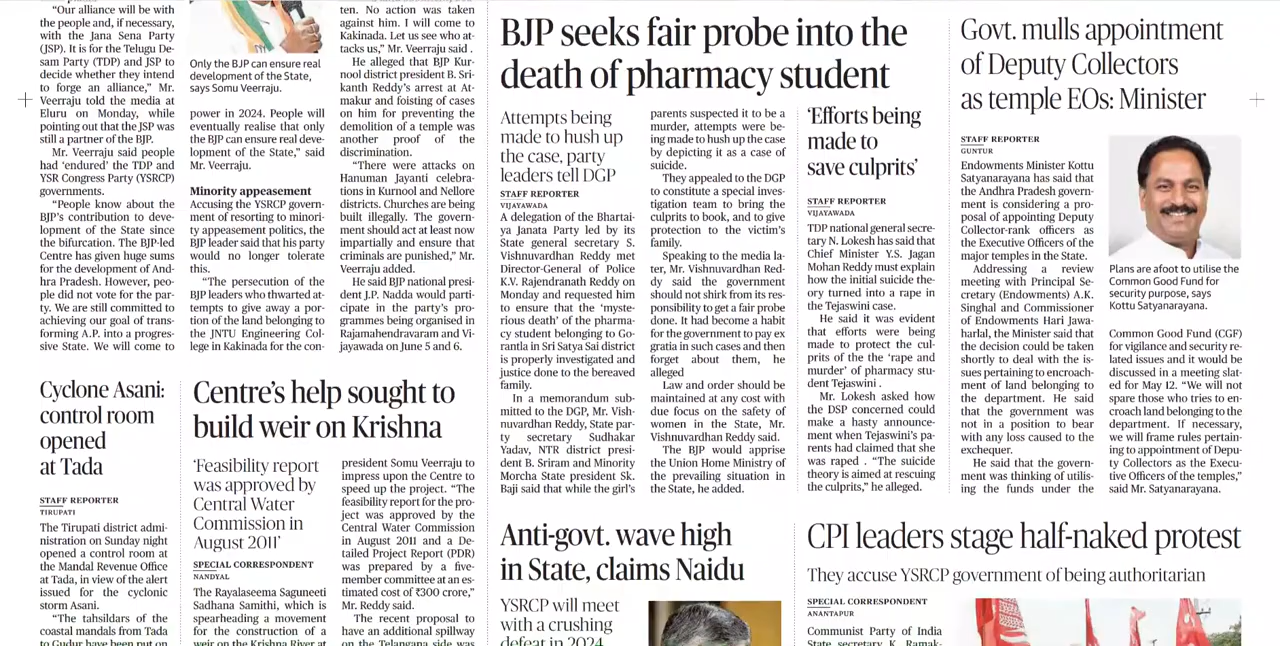 “Our alliance will be with
the people and, if necessary,
with the Jana Sena Party
(JSP). It is for the Telugu De-
sam Party (TDP) and JSP to
decide whether they intend
to forge an alliance,” Mr.
Veerraju told the media at
Eluru on Monday, while
pointing out that the JSP was
still a partner of the BJP.
Mr. Veerraju said people
had ‘endured’ the TDP and
YSR Congress Party (YSRCP)
governments.
“People know about the
BJP’s contribution to deve-
lopment of the State since
the bifurcation. The BJP-led
Centre has given huge sums
for the development of And-
hra Pradesh. However, peo-
ple did not vote for the par-
ty. We are still committed to
achieving our goal of trans-
forming A.P. into a progres-
sive State. We will come to
Only the BJP can ensure real
development of the State,
says Somu Veerraju.
power in 2024. People will
eventually realise that only
the BJP can ensure real deve-
lopment of the State,” said
Mr. Veerraju.
Minority appeasement
Accusing the YSRCP govern-
ment of resorting to minori-
ty appeasement politics, the
BJP leader said that his party
would no longer tolerate
this.
“The persecution of the
BJP leaders who thwarted at-
tempts to give away a por-
tion of the land belonging to
the JNTU Engineering Col-
lege in Kakinada for the con-
ten. No action was taken
against him. I will come to
Kakinada. Let us see who at-
tacks us,” Mr. Veerraju said .
He alleged that BJP Kur-
nool district president B. Sri-
kanth Reddy’s arrest at At-
makur and foisting of cases
on him for preventing the
demolition of a temple was
another proof of the
discrimination.
“There were attacks on
Hanuman Jayanti celebra-
tions in Kurnool and Nellore
districts. Churches are being
built illegally. The govern-
ment should act at least now
impartially and ensure that
criminals are punished,” Mr.
Veerraju added.
He said BJP national presi-
dent J.P. Nadda would parti-
cipate in the party’s pro-
grammes being organised in
Rajamahendravaram and Vi-
jayawada on June 5 and 6.
BJP seeks fair probe into the
death of pharmacy student
Attempts being
made to hush up
the case, party
leaders tell DGP
STAFF REPORTER
VIJAYAWADA
A delegation of the Bhartai-
ya Janata Party led by its
State general secretary S.
Vishnuvardhan Reddy met
Director-General of Police
K.V. Rajendranath Reddy on
Monday and requested him
to ensure that the ‘myste-
rious death’ of the pharma-
cy student belonging to Go-
rantla in Sri Satya Sai district
is properly investigated and
justice done to the bereaved
family.
In a memorandum sub-
mitted to the DGP, Mr. Vish-
nuvardhan Reddy, State par-
ty secretary Sudhakar
Yadav, NTR district presi-
dent B. Sriram and Minority
Morcha State president Sk.
Baji said that while the girl’s
parents suspected it to be a
murder, attempts were be-
ing made to hush up the case
by depicting it as a case of
suicide.
They appealed to the DGP
to constitute a special inves-
tigation team to bring the
culprits to book, and to give
protection to the victim’s
family.
Speaking to the media la-
ter, Mr. Vishnuvardhan Red-
dy said the government
should not shirk from its res-
ponsibility to get a fair probe
done. It had become a habit
for the government to pay ex
gratia in such cases and then
forget about them, he
alleged
Law and order should be
maintained at any cost with
due focus on the safety of
women in the State, Mr.
Vishnuvardhan Reddy said.
The BJP would apprise
the Union Home Ministry of
the prevailing situation in
the State, he added.
‘Efforts being
made to
save culprits’
STAFF REPORTER
VIJAYAWADA
TDP national general secre-
tary N. Lokesh has said that
Chief Minister Y.S. Jagan
Mohan Reddy must explain
how the initial suicide the-
ory turned into a rape in
the Tejaswini case.
He said it was evident
that efforts were being
made to protect the cul-
prits of the the ‘rape and
murder’ of pharmacy stu-
dent Tejaswini .
Mr. Lokesh asked how
the DSP concerned could
make a hasty announce-
ment when Tejaswini’s pa-
rents had claimed that she
was raped . “The suicide
theory is aimed at rescuing
the culprits,” he alleged.
Govt. mulls appointment
of Deputy Collectors
as temple EOs: Minister
STAFF REPORTER
GUNTUR
Endowments Minister Kottu
Satyanarayana has said that
the Andhra Pradesh govern-
ment is considering a pro-
posal of appointing Deputy
Collector-rank officers as
the Executive Officers of the
major temples in the State.
Addressing a review
meeting with Principal Se-
cretary (Endowments) A.K.
Singhal and Commissioner
of Endowments Hari Jawa-
harlal, the Minister said that
the decision could be taken
shortly to deal with the is-
sues pertaining to encroach-
ment of land belonging to
the department. He said
that the government was
not in a position to bear
with any loss caused to the
exchequer.
He said that the govern-
ment was thinking of utilis-
ing the funds under the
Plans are afoot to utilise the
Common Good Fund for
security purpose, says
Kottu Satyanarayana.
Common Good Fund (CGF)
for vigilance and security re-
lated issues and it would be
discussed in a meeting slat-
ed for May 12. “We will not
spare those who tries to en-
croach land belonging to the
department. If necessary,
we will frame rules pertain-
ing to appointment of Depu-
ty Collectors as the Execu-
tive Officers of the temples,”
said Mr. Satyanarayana.
Cyclone Asani:
control room
opened
at Tada
STAFF REPORTER
TIRUPATI
The Tirupati district admi-
nistration on Sunday night
opened a control room at
the Mandal Revenue Office
at Tada, in view of the alert
issued for the cyclonic
storm Asani.
“The tahsildars of the
coastal mandals from Tada
to Gudur have been put on
Centre’s help sought to
build weir on Krishna
‘Feasibility report
was approved by
Central Water
Commission in
August 2011’
SPECIAL CORRESPONDENT
NANDYAL
The Rayalaseema Saguneeti
Sadhana Samithi, which is
spearheading a movement
for the construction of a
weir on the Krishna River at
president Somu Veerraju to
impress upon the Centre to
speed up the project. “The
feasibility report for the pro-
ject was approved by the
Central Water Commission
in August 2011 and a De-
tailed Project Report (PDR)
was prepared by a five-
member committee at an es-
timated cost of ₹300 crore,”
Mr. Reddy said.
The recent proposal to
have an additional spillway
on the Telangana side was
Anti-govt. wave high
in State, claims Naidu
YSRCP will meet
with a crushing
defeat in 2024
CPI leaders stage half-naked protest
They accuse YSRCP government of being authoritarian
SPECIAL CORRESPONDENT
ANANTAPUR
Communist Party of India
State secretary K. Ramak-